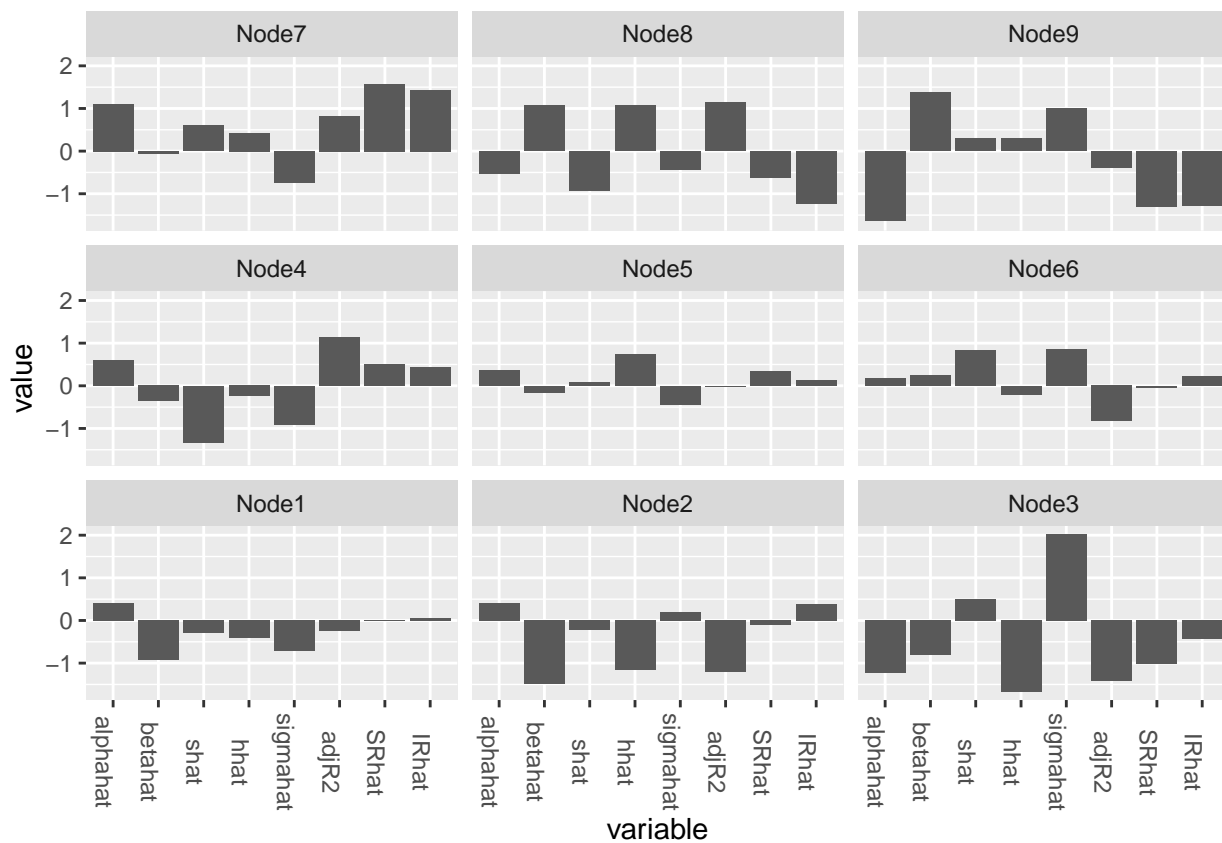 Node7
Node8
Node9
2
1
0
−1
Node4
Node5
Node6
2
1
0
−1
value
Node1
Node2
Node3
2
1
0
−1
alphahat
betahat
shat
hhat
sigmahat
adjR2
SRhat
IRhat
alphahat
betahat
shat
hhat
sigmahat
adjR2
SRhat
IRhat
alphahat
betahat
shat
hhat
sigmahat
adjR2
SRhat
IRhat
variable